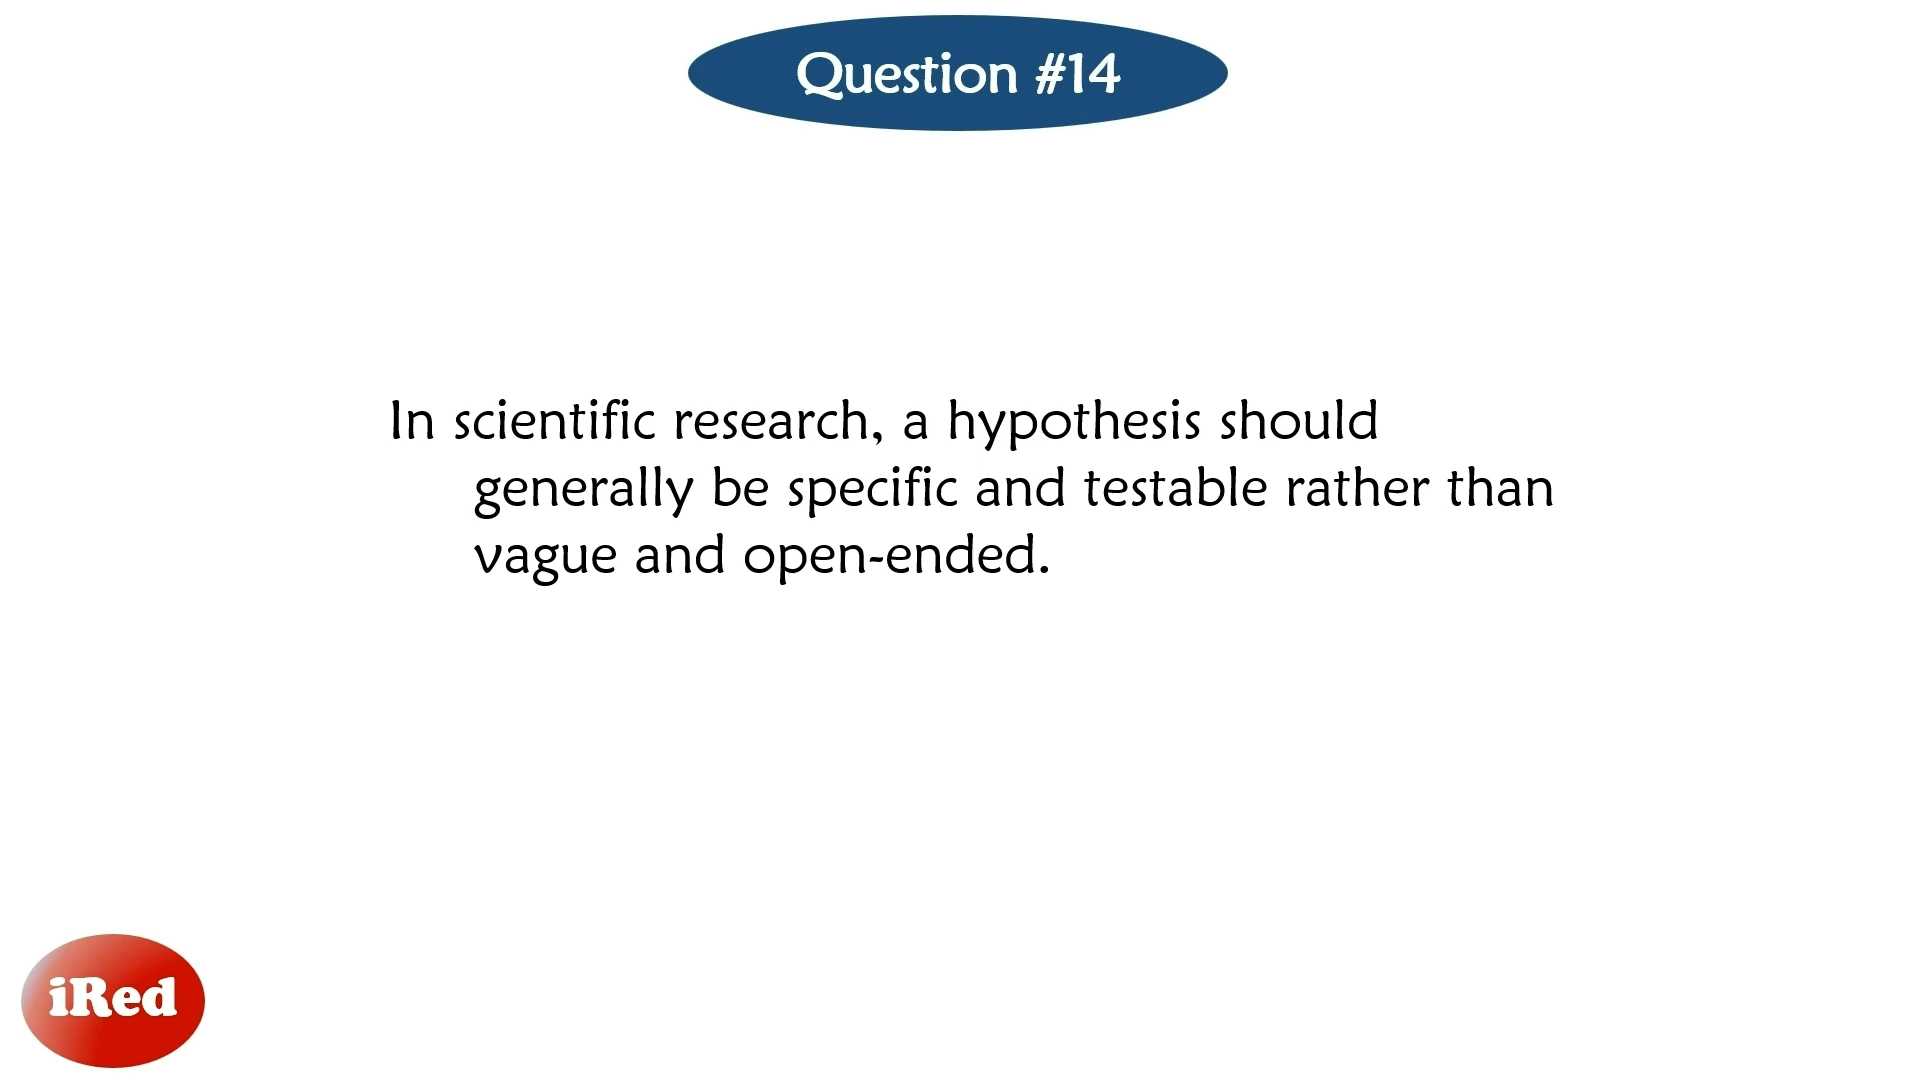 Question #14
In scientific research, a hypothesis should
generally be specific and testable rather than
vague and open-ended.
iRed